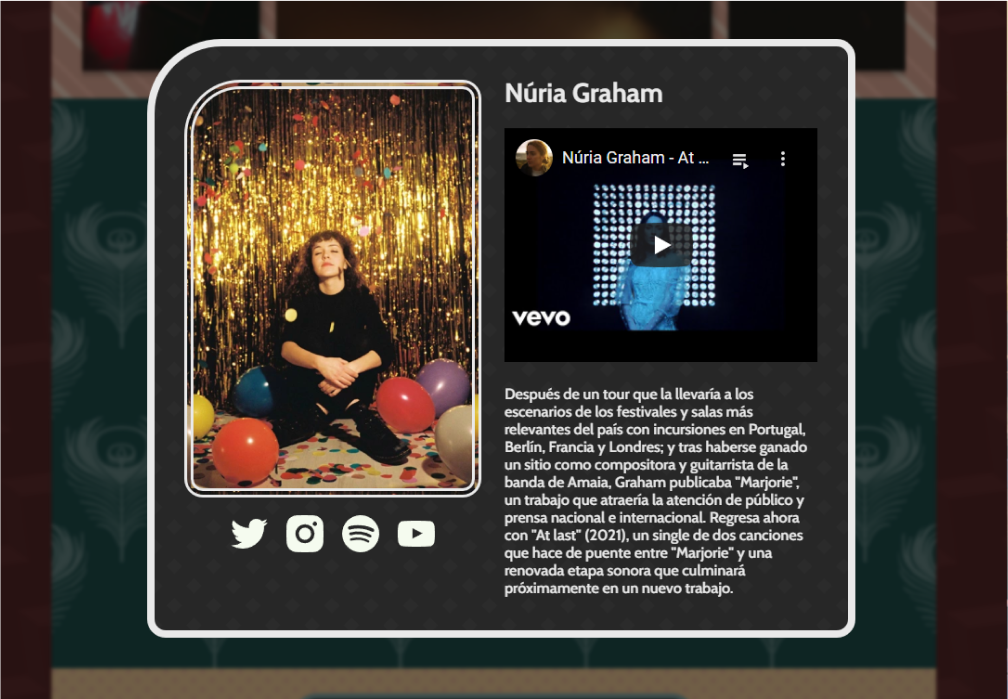 Núria Graham
Núria Graham - At ...
vevo
Después de un tour que la llevaría a los
escenarios de los festivales y salas más
relevantes del país con incursiones en Portugal,
Berlín, Francia y Londres; y tras haberse ganado
un sitio como compositora y guitarrista de la
banda de Amaia, Graham publicaba "Marjorie",
un trabajo que atraería la atención de público y
prensa nacional e internacional. Regresa ahora
con "At last" (2021), un single de dos canciones
que hace de puente entre "Marjorie" y una
renovada etapa sonora que culminará
próximamente en un nuevo trabajo.